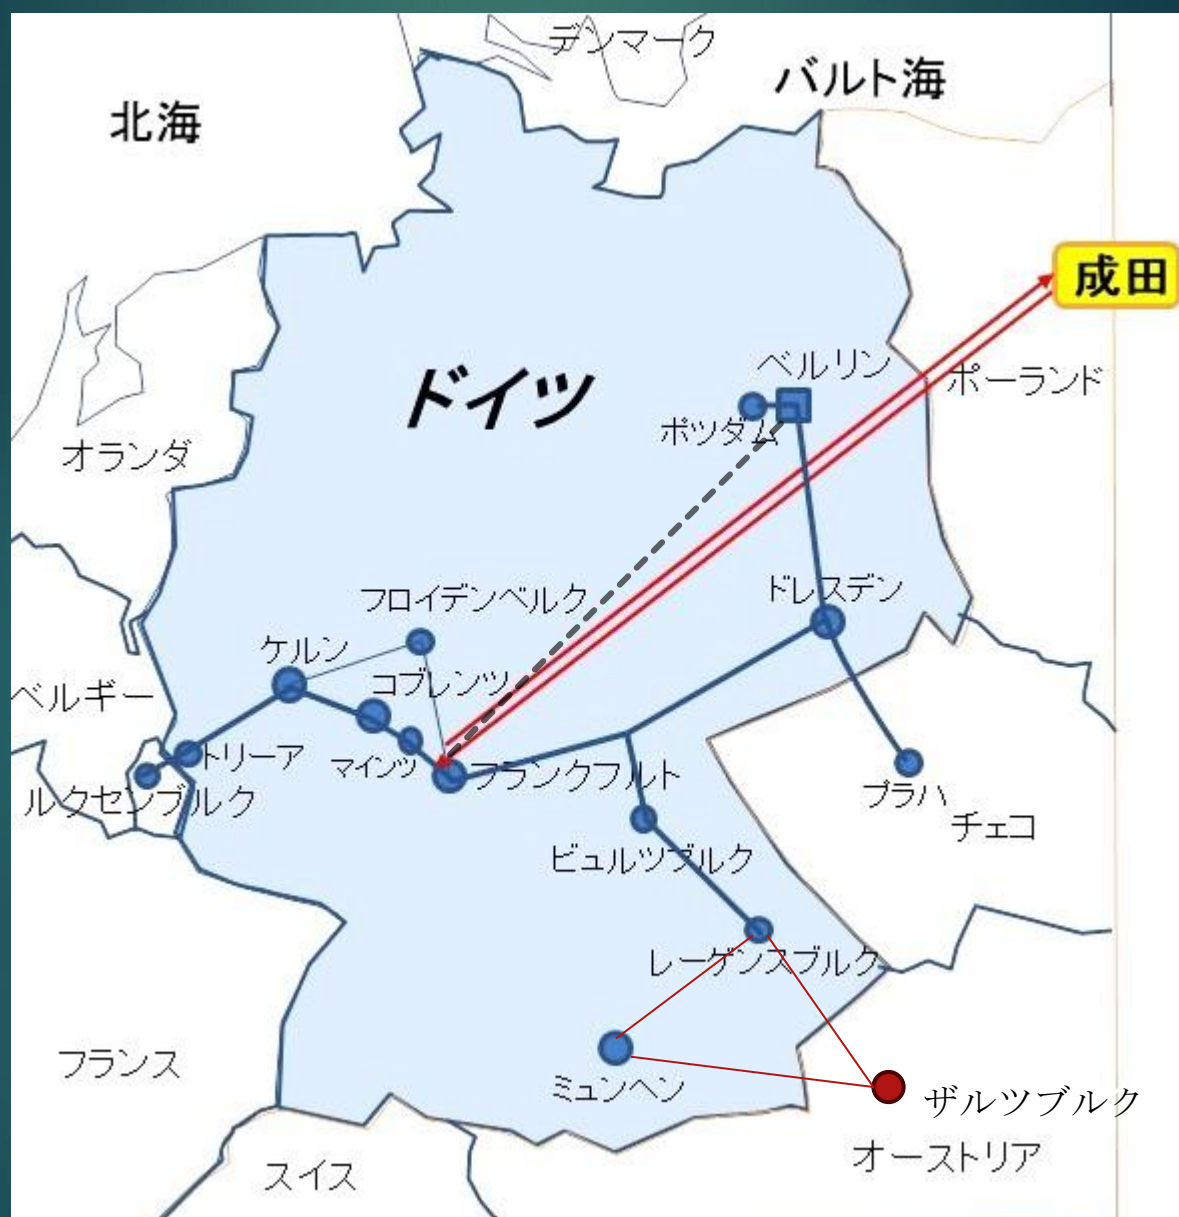 デンマーク
バルト海
北海
成田
ベルリン
ドイツ
ポーランド
ポツダム
オランダ
ドレスデン
フロイデンベルク
ケルン
コブレンツ
ベルギー
トリーア
マインツ
フランクフルト
ルクセンブルク
プラハ
チェコ
ビュルツブルク
レーゲンスブルク
フランス
ミュンヘン
ザルツブルク
オーストリア
スイス